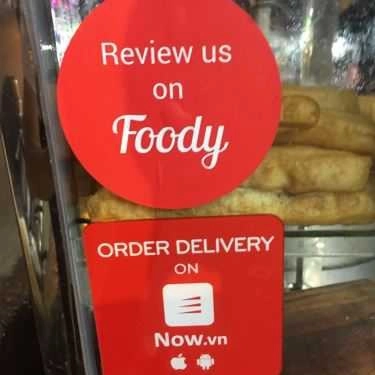 Review us
on
Foody
ORDER DELIVERY
ON
Now.vn